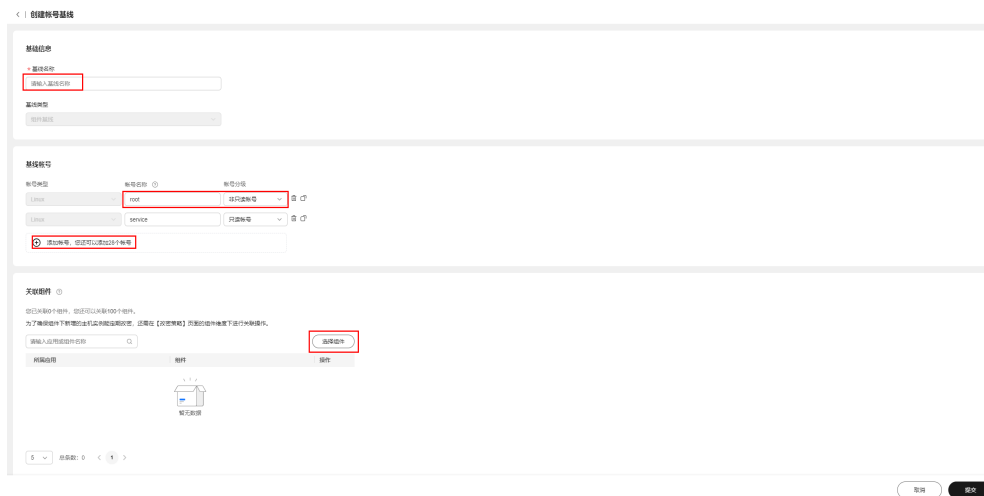 创建帐号基线
基础信息
* 基线名称
请输入基线名称
基线类型
组件基线
基线帐号
帐号类型 帐号名称 帐号分级
Linux root 非只读帐号
Linux service 只读帐号
添加帐号，您还可以添加28个帐号
关联组件
您已关联0个组件，您还可以关联100个组件。
为了确保组件下新增的主机实例能定期改密，还需在【改密策略】页面的组件维度下进行关联操作。
请输入应用或组件名称 选择组件
所属应用 组件 操作
暂无数据
5 总条数：0 1
取消 提交